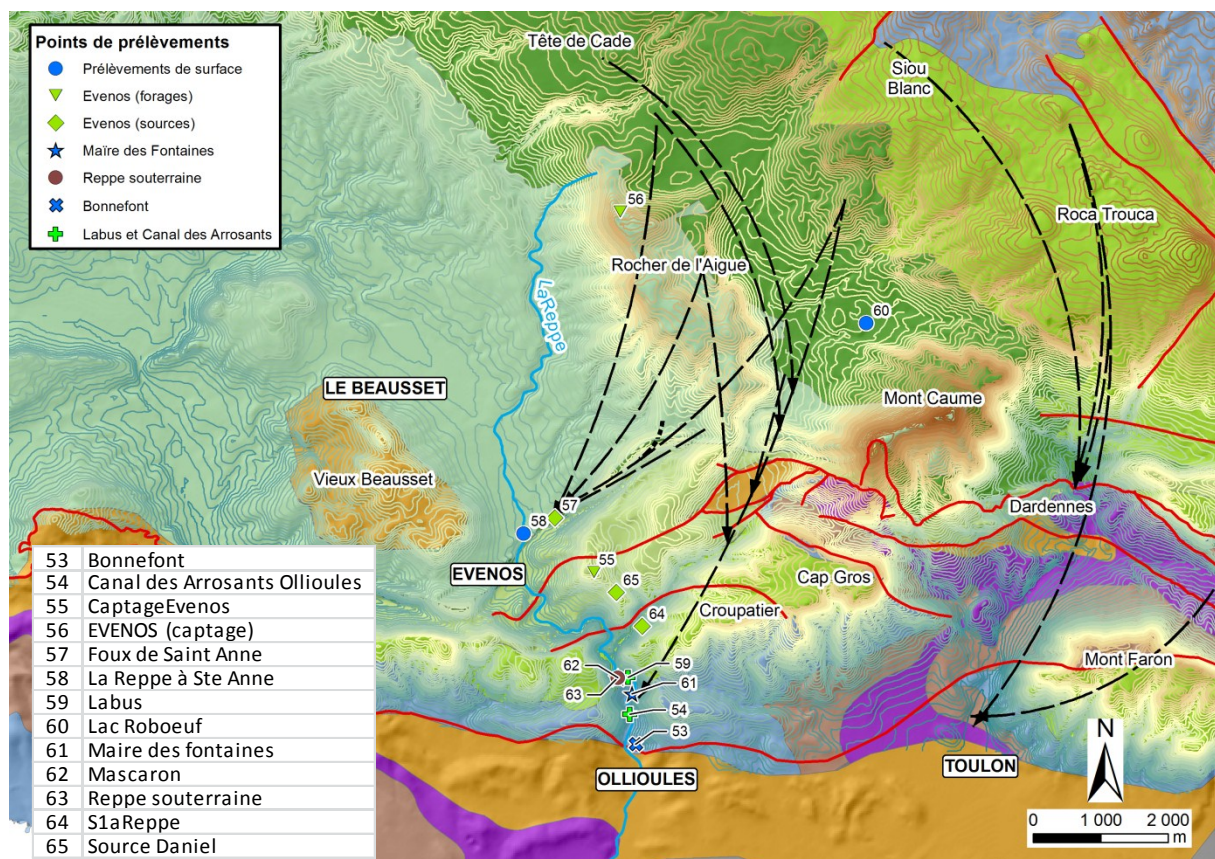 Points de prélèvements
Prélèvements de surface
Evenos (forages)
Evenos (sources)
Maïre des Fontaines
Reppe souterraine
Bonnefont
Labus et Canal des Arrosants
Tête de Cade
Siou
Blanc
56
Roca Trouca
Rocher de l'Aigue
LaReppe
60
LE BEAUSSET
Mont Caume
Vieux Beausset
57
58
Dardennes
EVENOS
55
65
Cap Gros
Croupatier
64
62
59
Mont Faron
63
61
54
53
N
OLLIOULES
TOULON
0 1 000 2 000
m
53 Bonnefont
54 Canal des Arrosants Ollioules
55 CaptageEvenos
56 EVENOS (captage)
57 Foux de Saint Anne
58 La Reppe à Ste Anne
59 Labus
60 Lac Roboeuf
61 Maire des fontaines
62 Mascaron
63 Reppe souterraine
64 S1aReppe
65 Source Daniel